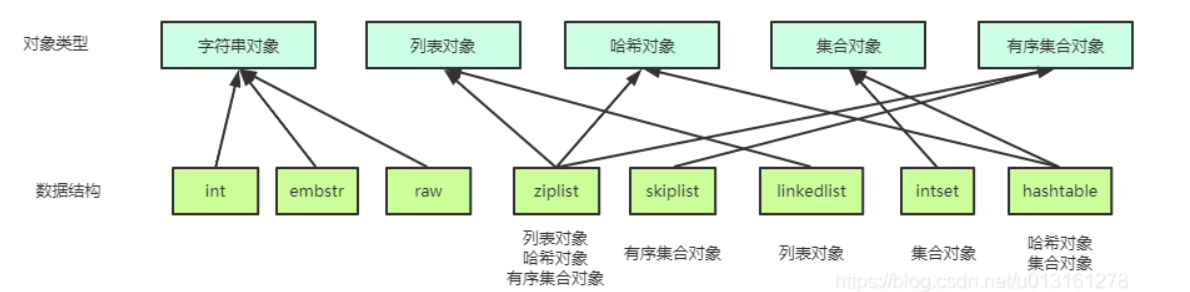 对象类型
字符串对象
列表对象
哈希对象
集合对象
有序集合对象
数据结构
int
embstr
raw
ziplist
skiplist
linkedlist
intset
hashtable
列表对象
哈希对象
有序集合对象
有序集合对象
列表对象
集合对象
哈希对象
集合对象
https://blog.csdn.net/u013161278